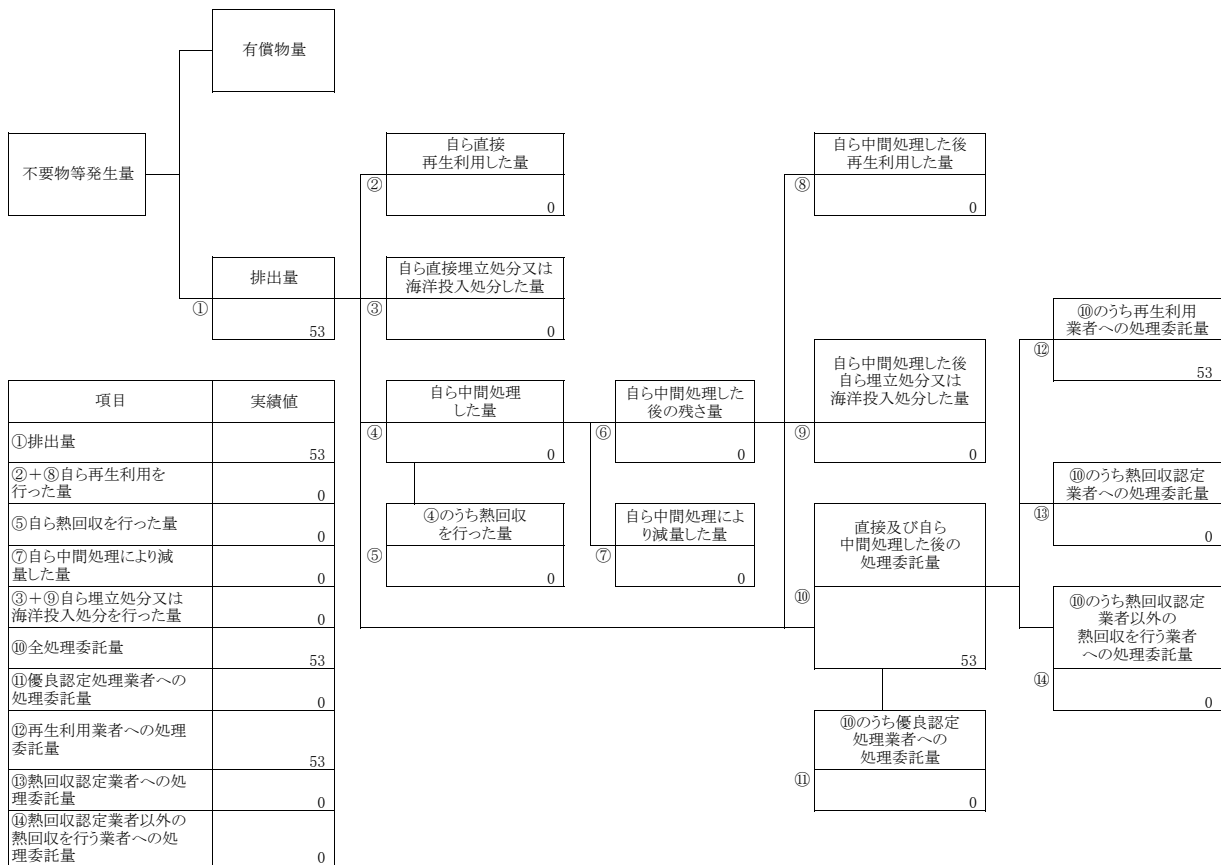 有償物量
不要物等発生量
自ら直接
再生利用した量
②
0
自ら中間処理した後
再生利用した量
⑧
0
排出量
①
53
自ら直接埋立処分又は
海洋投入処分した量
③
0
⑩のうち再生利用
業者への処理委託量
⑫
53
自ら中間処理
した量
④
0
自ら中間処理した
後の残さ量
⑥
0
自ら中間処理した後
自ら埋立処分又は
海洋投入処分した量
⑨
0
⑩のうち熱回収認定
業者への処理委託量
⑬
0
④のうち熱回収
を行った量
⑤
0
自ら中間処理によ
り減量した量
⑦
0
直接及び自ら
中間処理した後の
処理委託量
⑩
53
⑩のうち熱回収認定
業者以外の
熱回収を行う業者
への処理委託量
⑭
0
⑩のうち優良認定
処理業者への
処理委託量
⑪
0
項目 実績値
①排出量
53
②+⑧自ら再生利用を
行った量
0
⑤自ら熱回収を行った量
0
⑦自ら中間処理により減
量した量
0
③+⑨自ら埋立処分又は
海洋投入処分を行った量
0
⑩全処理委託量
53
⑪優良認定処理業者への
処理委託量
0
⑫再生利用業者への処理
委託量
53
⑬熱回収認定業者への処
理委託量
0
⑭熱回収認定業者以外の
熱回収を行う業者への処
理委託量
0